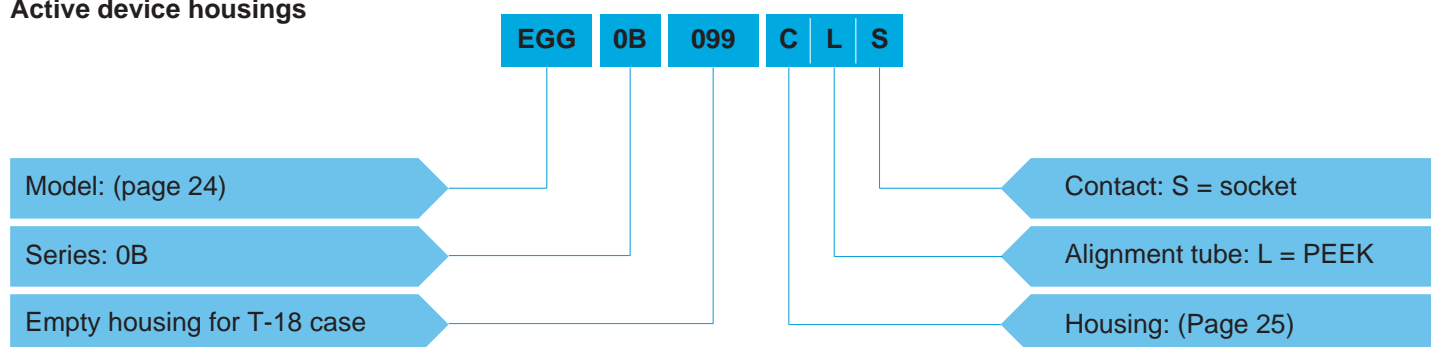 Active device housings
EGG 0B 099 C L S
Model: (page 24)
Series: 0B
Empty housing for T-18 case
Contact: S = socket
Alignment tube: L = PEEK
Housing: (Page 25)